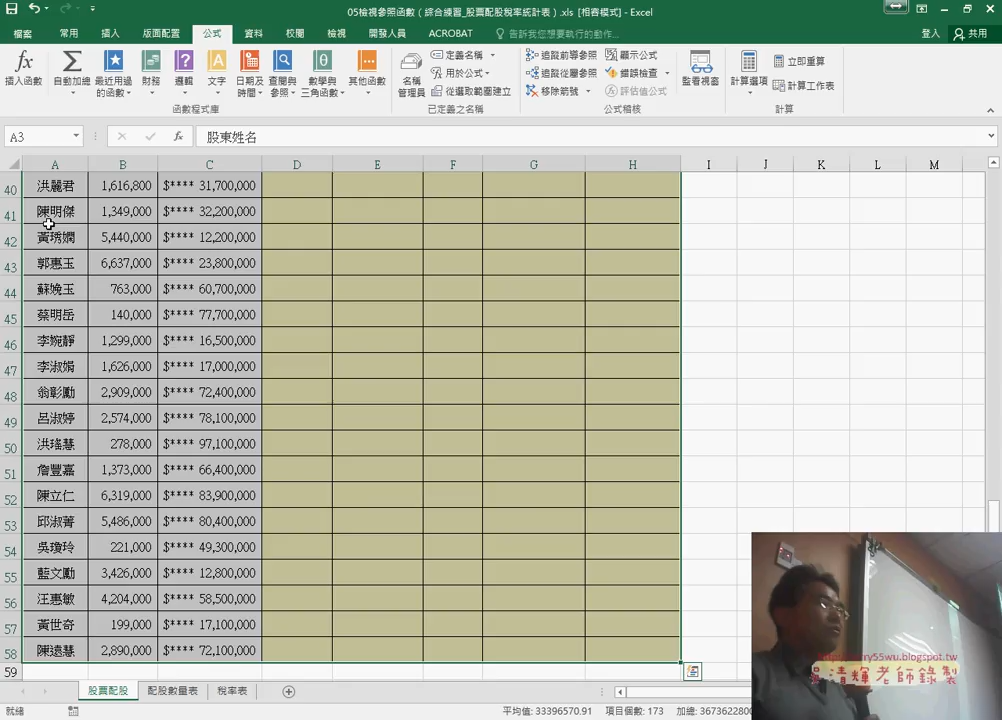 05檢視參照函數（綜合練習_股票配股稅率統計表）.xls [相容模式] - Excel
檔案 常用 插入 版面配置 公式 資料 校閱 檢視 開發人員 ACROBAT 告訴我您想要執行的動作... 登入 共用
插入函數 自動加總 最近用過的函數 財務 邏輯 文字 日期及時間 查閱與參照 數學與三角函數 其他函數 名稱管理員 定義名稱 用於公式 從選取範圍建立 追蹤前導參照 追蹤從屬參照 移除箭號 顯示公式 錯誤檢查 評估值公式 監看視窗 計算選項 立即重算 計算工作表
函數程式庫 已定義之名稱 公式稽核 計算
A3 fx 股東姓名
A B C D E F G H I J K L M
40 洪麗君 1,616,800 $**** 31,700,000
41 陳明傑 1,349,000 $**** 32,200,000
42 黃琇嫻 5,440,000 $**** 12,200,000
43 郭惠玉 6,637,000 $**** 23,800,000
44 蘇娩玉 763,000 $**** 60,700,000
45 蔡明岳 140,000 $**** 77,700,000
46 李婉靜 1,299,000 $**** 16,500,000
47 李淑娟 1,626,000 $**** 17,000,000
48 翁彰勵 2,909,000 $**** 72,400,000
49 呂淑婷 2,574,000 $**** 78,100,000
50 洪瑤慧 278,000 $**** 97,100,000
51 詹豐嘉 1,373,000 $**** 66,400,000
52 陳立仁 6,319,000 $**** 83,900,000
53 邱淑菁 5,486,000 $**** 80,400,000
54 吳瓊玲 221,000 $**** 49,300,000
55 藍文勵 3,426,000 $**** 12,800,000
56 汪惠敏 4,204,000 $**** 58,500,000
57 黃世奇 199,000 $**** 17,100,000
58 陳遠慧 2,890,000 $**** 72,100,000
59
股票配股 配股數量表 稅率表
就緒 平均值: 33396570.91 項目個數: 173
吳清輝老師錄製